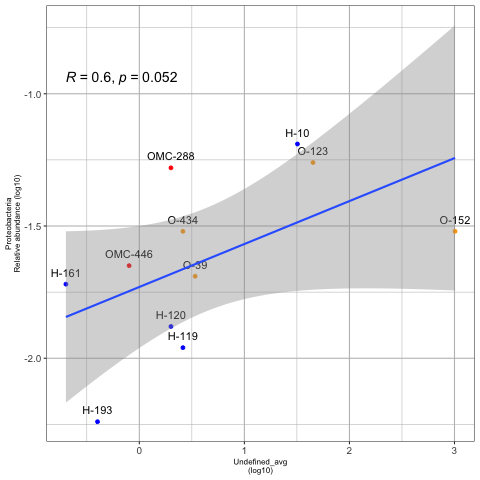 R = 0.6, p = 0.052
-1.0
-1.5
-2.0
Proteobacteria
Relative abundance (log10)
H-10
O-123
OMC-288
O-434
O-152
OMC-446
O-39
H-161
H-120
H-119
H-193
0
1
2
3
Undefined_avg
(log10)